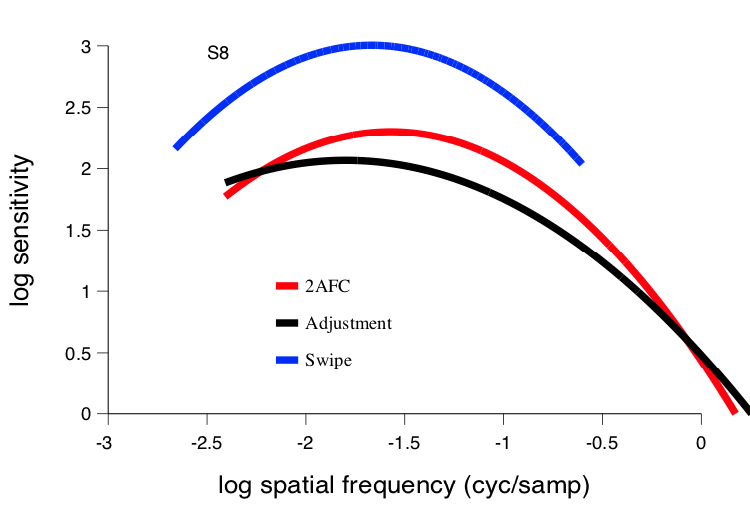 S8
log sensitivity
3
2.5
2
1.5
1
0.5
0
2AFC
Adjustment
Swipe
-3
-2.5
-2
-1.5
-1
-0.5
0
log spatial frequency (cyc/samp)